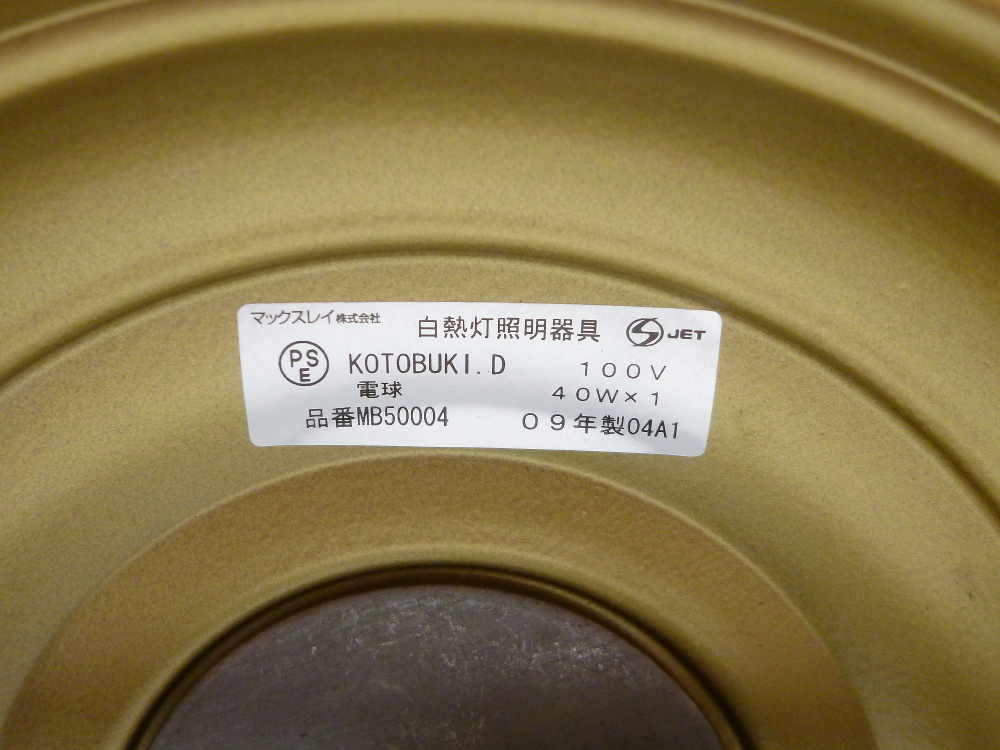 マックスレイ株式会社
白熱灯照明器具 JET
PSE KOTOBUKI.D 100V
電球 40W×1
品番MB50004 09年製04A1